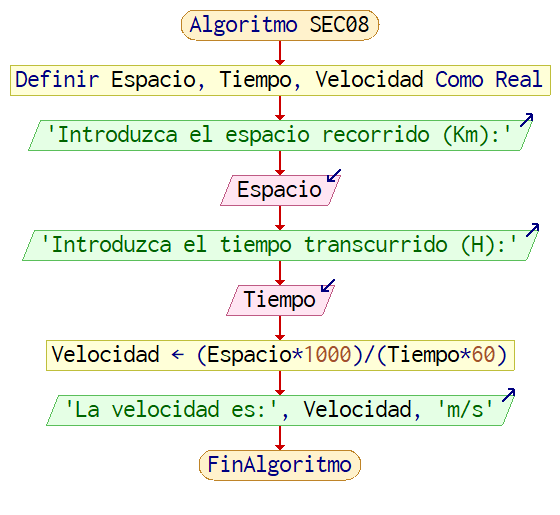 Algoritmo SEC08
Definir Espacio, Tiempo, Velocidad Como Real
'Introduzca el espacio recorrido (Km):'
Espacio
'Introduzca el tiempo transcurrido (H):'
Tiempo
Velocidad ← (Espacio*1000)/(Tiempo*60)
'La velocidad es:', Velocidad, 'm/s'
FinAlgoritmo